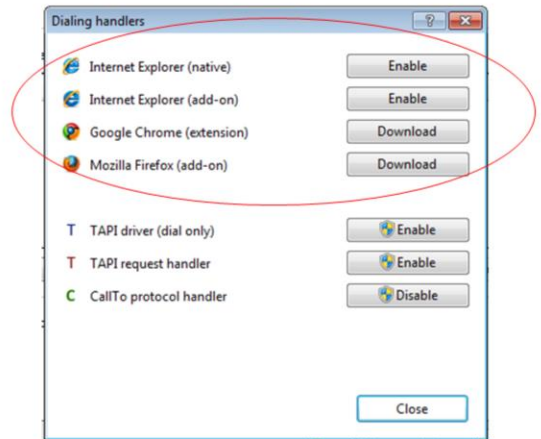 Dialing handlers
Internet Explorer (native) Enable
Internet Explorer (add-on) Enable
Google Chrome (extension) Download
Mozilla Firefox (add-on) Download
T TAPI driver (dial only) Enable
T TAPI request handler Enable
C CallTo protocol handler Disable
Close